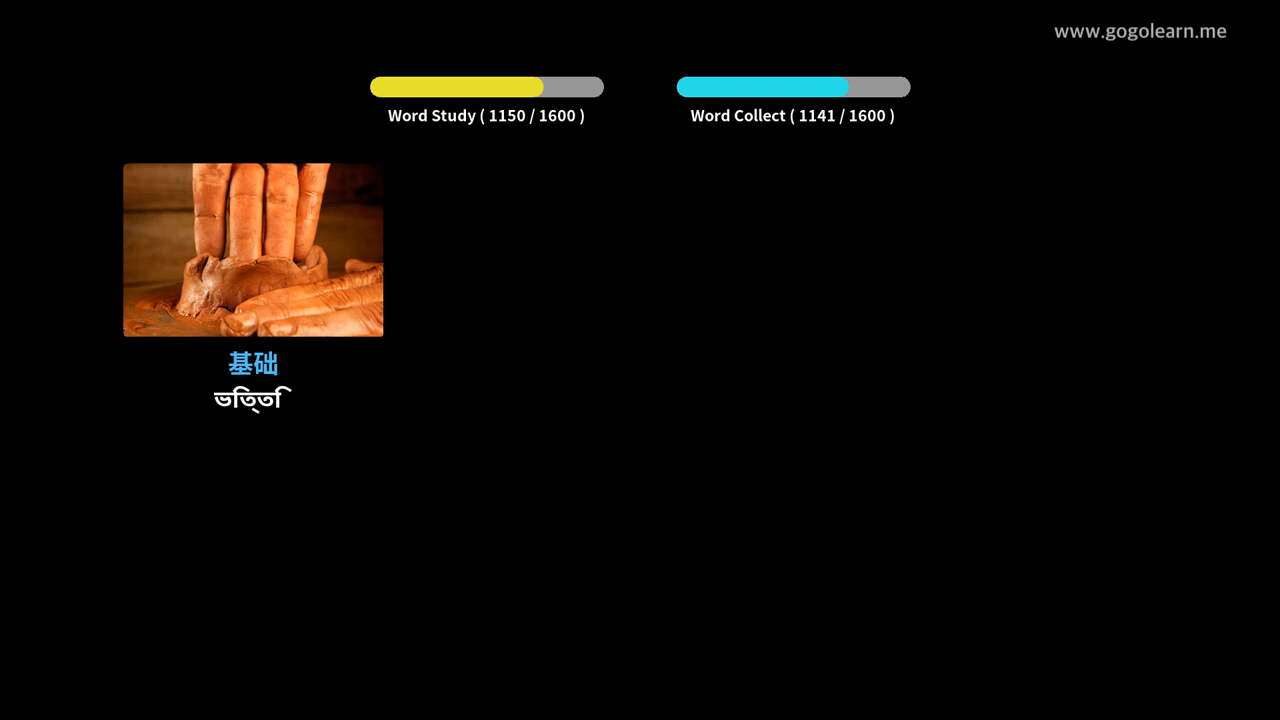 www.gogolearn.me
Word Study ( 1150 / 1600 )
Word Collect ( 1141 / 1600 )
基础
ভিত্তি